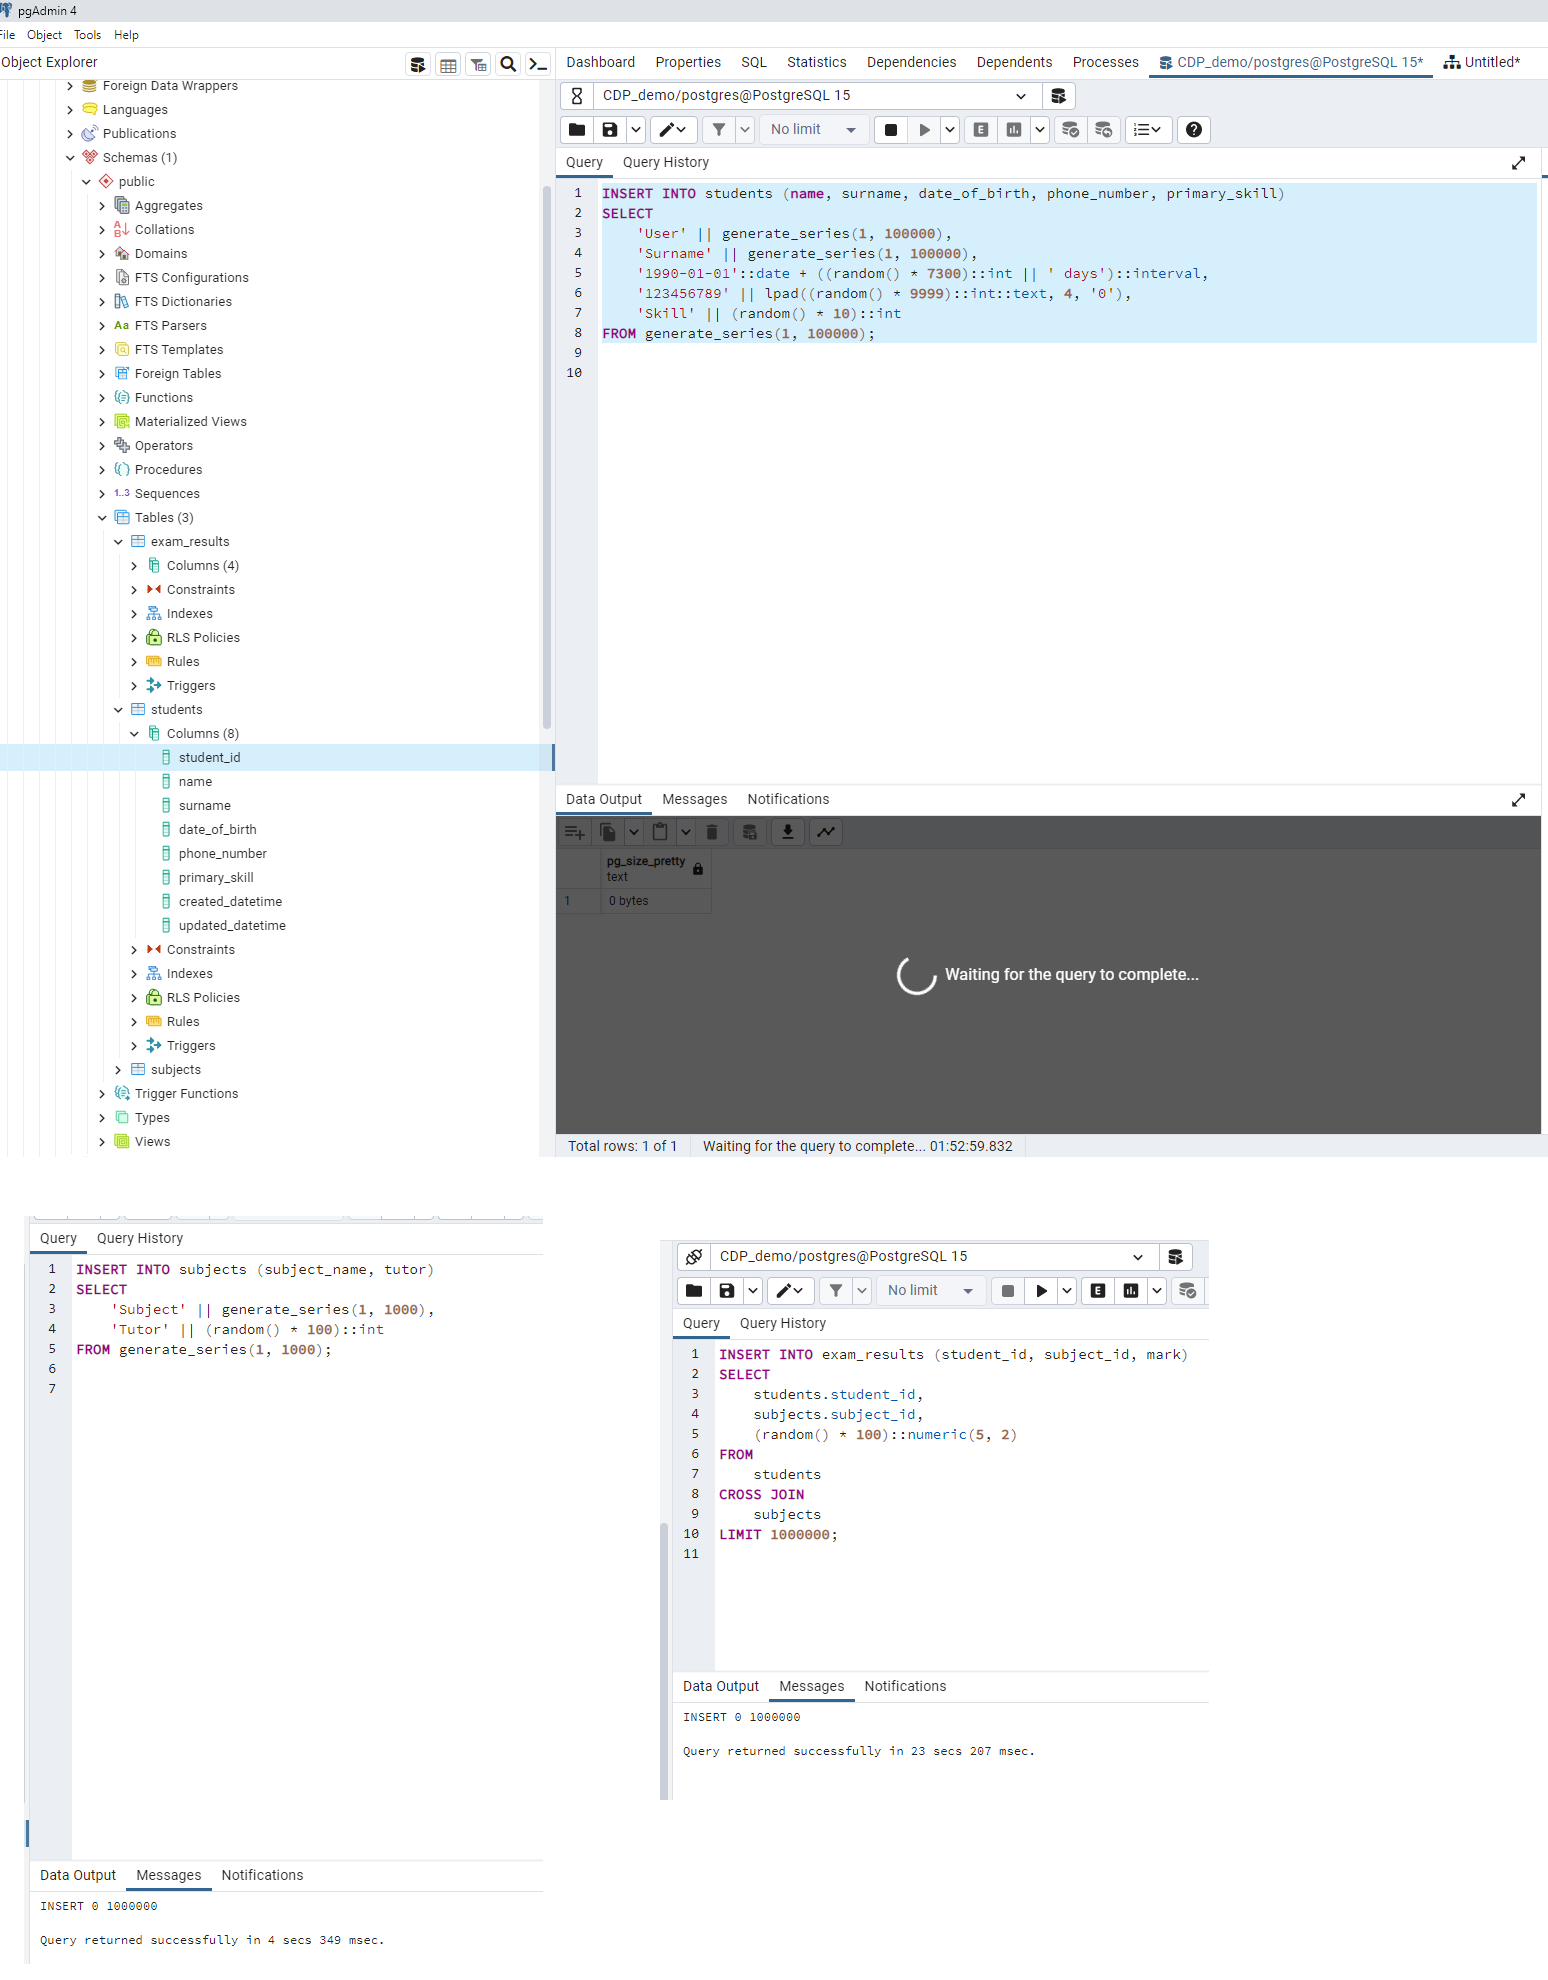 pgAdmin 4
File Object Tools Help
Object Explorer
Foreign Data Wrappers
Languages
Publications
Schemas (1)
public
Aggregates
Collations
Domains
FTS Configurations
FTS Dictionaries
Aa FTS Parsers
FTS Templates
Foreign Tables
Functions
Materialized Views
Operators
Procedures
1..3 Sequences
Tables (3)
exam_results
Columns (4)
Constraints
Indexes
RLS Policies
Rules
Triggers
students
Columns (8)
student_id
name
surname
date_of_birth
phone_number
primary_skill
created_datetime
updated_datetime
Constraints
Indexes
RLS Policies
Rules
Triggers
subjects
Trigger Functions
Types
Views
Dashboard Properties SQL Statistics Dependencies Dependents Processes CDP_demo/postgres@PostgreSQL 15* Untitled*
CDP_demo/postgres@PostgreSQL 15
No limit
E
Query Query History
1 INSERT INTO students (name, surname, date_of_birth, phone_number, primary_skill)
2 SELECT
3 'User' || generate_series(1, 100000),
4 'Surname' || generate_series(1, 100000),
5 '1990-01-01'::date + ((random() * 7300)::int || ' days')::interval,
6 '123456789' || lpad((random() * 9999)::int::text, 4, '0'),
7 'Skill' || (random() * 10)::int
8 FROM generate_series(1, 100000);
9
10
Data Output Messages Notifications
pg_size_pretty
text
1 0 bytes
Waiting for the query to complete...
Total rows: 1 of 1 Waiting for the query to complete... 01:52:59.832
Query Query History
1 INSERT INTO subjects (subject_name, tutor)
2 SELECT
3 'Subject' || generate_series(1, 1000),
4 'Tutor' || (random() * 100)::int
5 FROM generate_series(1, 1000);
6
7
Data Output Messages Notifications
INSERT 0 1000000
Query returned successfully in 4 secs 349 msec.
CDP_demo/postgres@PostgreSQL 15
No limit
E
Query Query History
1 INSERT INTO exam_results (student_id, subject_id, mark)
2 SELECT
3 students.student_id,
4 subjects.subject_id,
5 (random() * 100)::numeric(5, 2)
6 FROM
7 students
8 CROSS JOIN
9 subjects
10 LIMIT 1000000;
11
Data Output Messages Notifications
INSERT 0 1000000
Query returned successfully in 23 secs 207 msec.